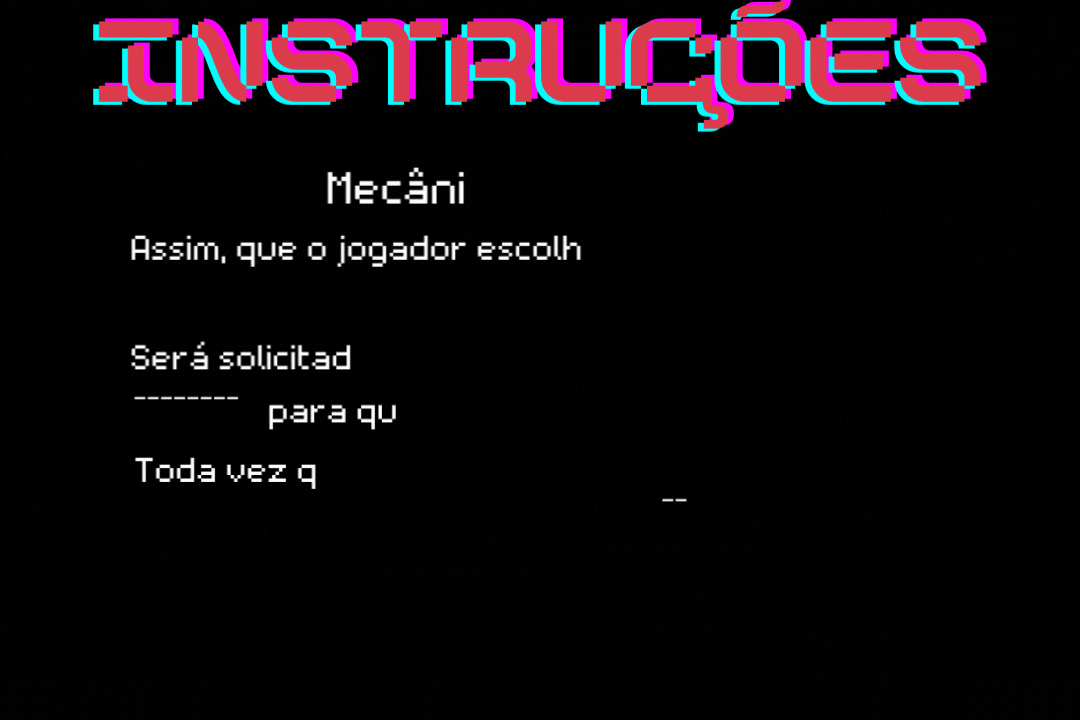 INSTRUÇÕES
Mecâni
Assim, que o jogador escolh
Será solicitad
--------
para qu
Toda vez q
--